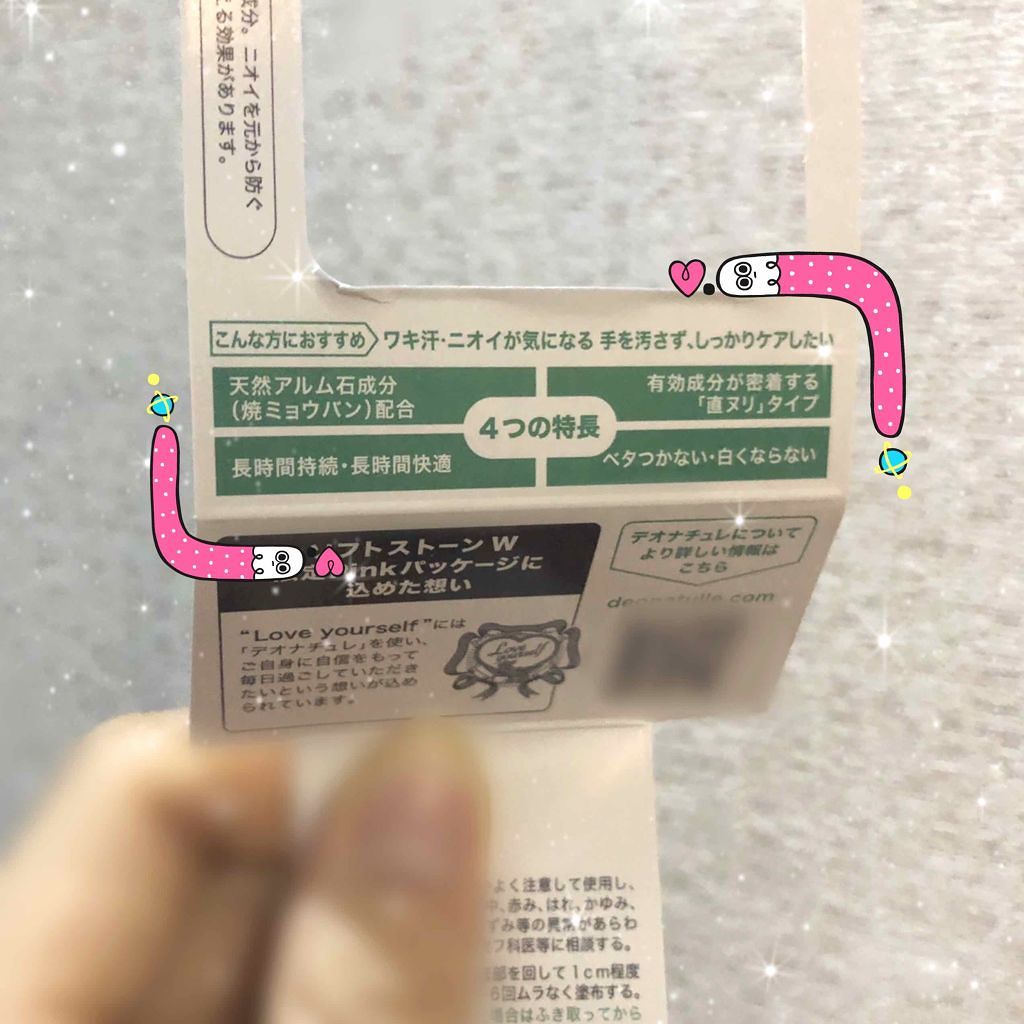 成分。ニオイを元から防ぐ
る効果があります。
こんな方におすすめ ワキ汗・ニオイが気になる 手を汚さず、しっかりケアしたい
天然アルム石成分
(焼ミョウバン)配合
有効成分が密着する
「直ヌリ」タイプ
4つの特長
長時間持続・長時間快適
ベタつかない・白くならない
フトストーン W
inkパッケージに
込めた想い
“Love yourself”には
「デオナチュレ」を使い、
ご自身に自信をもって
毎日過ごしていただき
たいという想いが込め
られています。
Love
yourself
デオナチュレについて
より詳しい情報は
こちら
deonatulle.com
よく注意して使用し、
、赤み、はれ、かゆみ、
ずみ等の異常があらわ
フ科医等に相談する。
部を回して1cm程度
6回ムラなく塗布する。
場合はふき取ってから